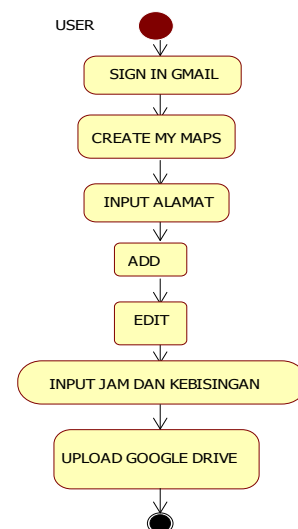 USER
SIGN IN GMAIL
CREATE MY MAPS
INPUT ALAMAT
ADD
EDIT
INPUT JAM DAN KEBISINGAN
UPLOAD GOOGLE DRIVE